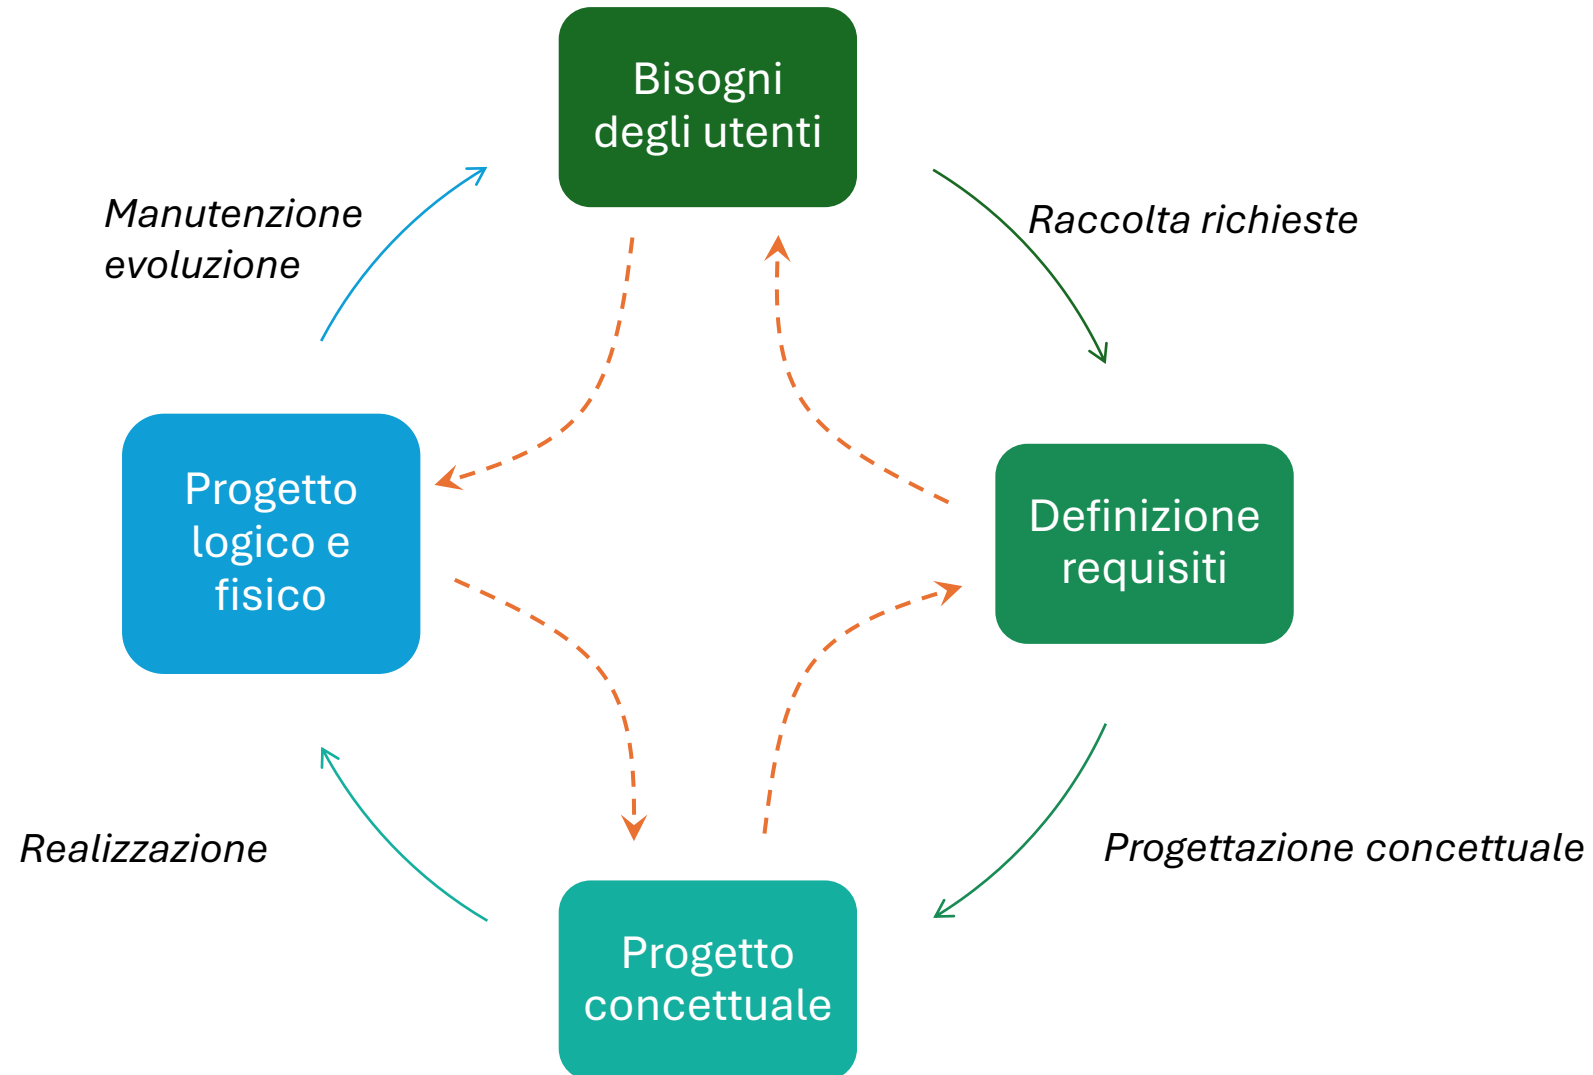 Bisogni
degli utenti
Manutenzione
evoluzione
Raccolta richieste
Progetto
logico e
fisico
Definizione
requisiti
Realizzazione
Progettazione concettuale
Progetto
concettuale